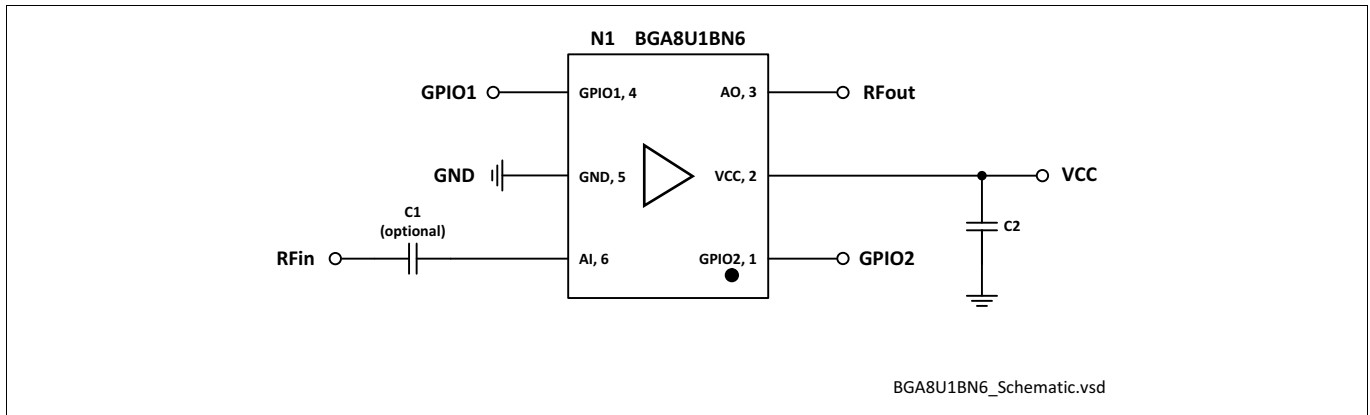 N1 BGA8U1BN6
GPIO1
GPIO1, 4
AO, 3
RFout
GND
GND, 5
VCC, 2
VCC
C1
(optional)
C2
RFin
AI, 6
GPIO2, 1
GPIO2
BGA8U1BN6_Schematic.vsd